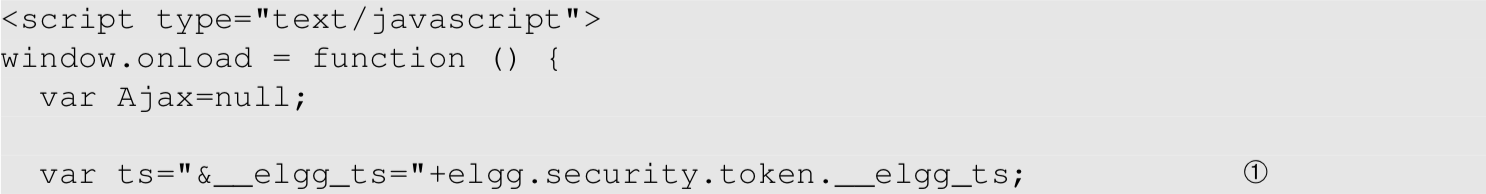 <script type="text/javascript">
window.onload = function () {
  var Ajax=null;

  var ts="&__elgg_ts="+elgg.security.token.__elgg_ts;          ①